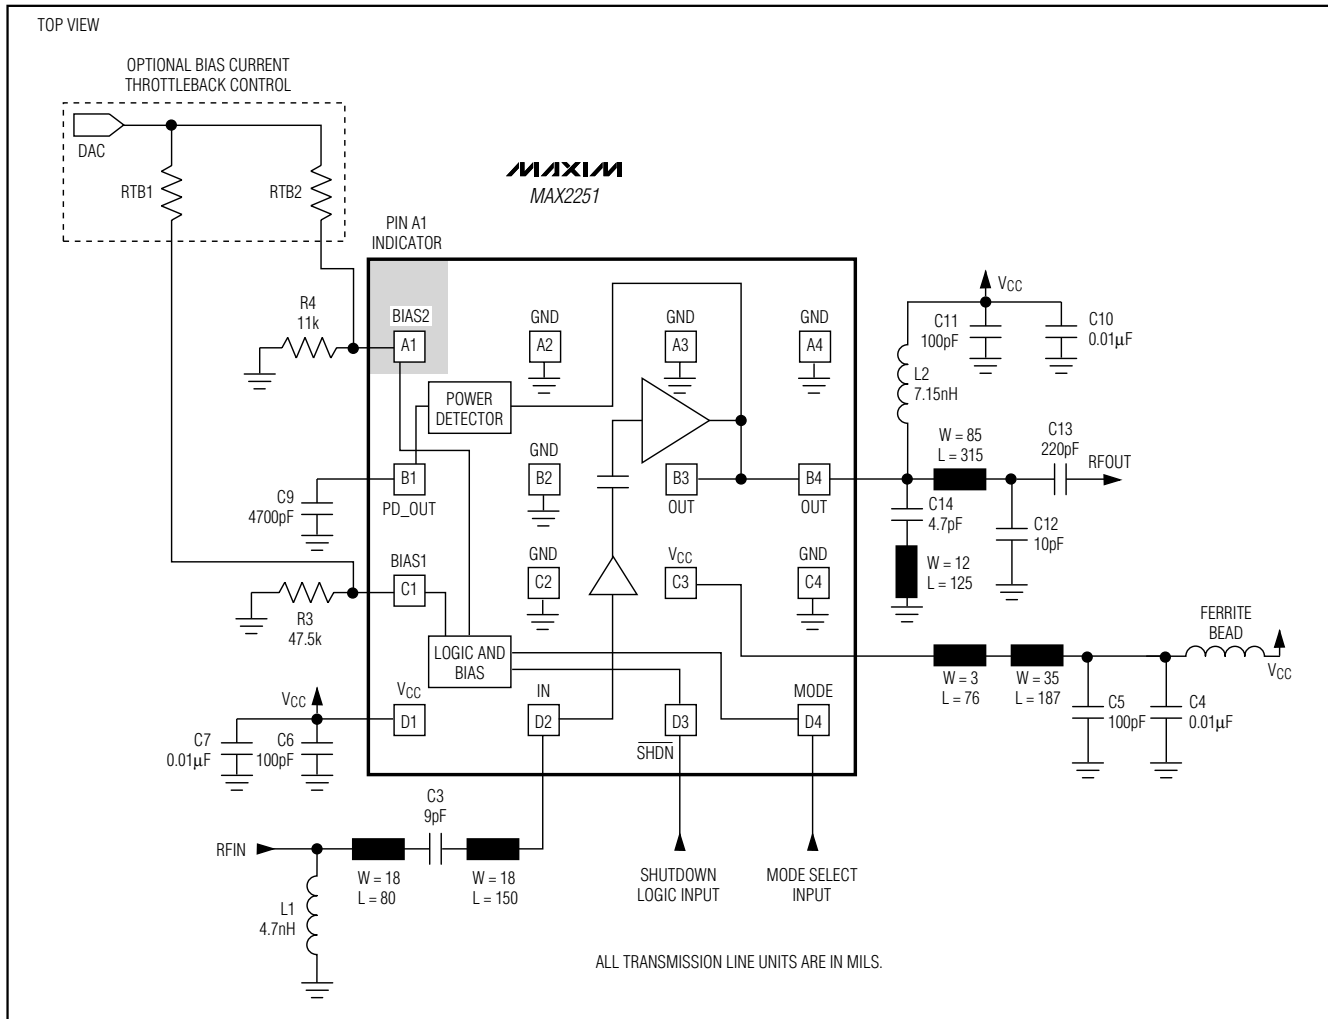 TOP VIEW
OPTIONAL BIAS CURRENT
THROTTLEBACK CONTROL
DAC
RTB1
RTB2
MAXIM
MAX2251
PIN A1
INDICATOR
R4
11k
BIAS2
A1
GND
A2
GND
A3
GND
A4
VCC
C11
100pF
C10
0.01μF
L2
7.15nH
POWER
DETECTOR
W = 85
L = 315
C13
220pF
RFOUT
C9
4700pF
B1
PD_OUT
GND
B2
B3
OUT
B4
OUT
C14
4.7pF
C12
10pF
W = 12
L = 125
BIAS1
C1
GND
C2
VCC
C3
GND
C4
R3
47.5k
LOGIC AND
BIAS
FERRITE
BEAD
VCC
W = 3
L = 76
W = 35
L = 187
C5
100pF
C4
0.01μF
VCC
C7
0.01μF
C6
100pF
VCC
D1
IN
D2
D3
SHDN
MODE
D4
C3
9pF
RFIN
W = 18
L = 80
W = 18
L = 150
L1
4.7nH
SHUTDOWN
LOGIC INPUT
MODE SELECT
INPUT
ALL TRANSMISSION LINE UNITS ARE IN MILS.